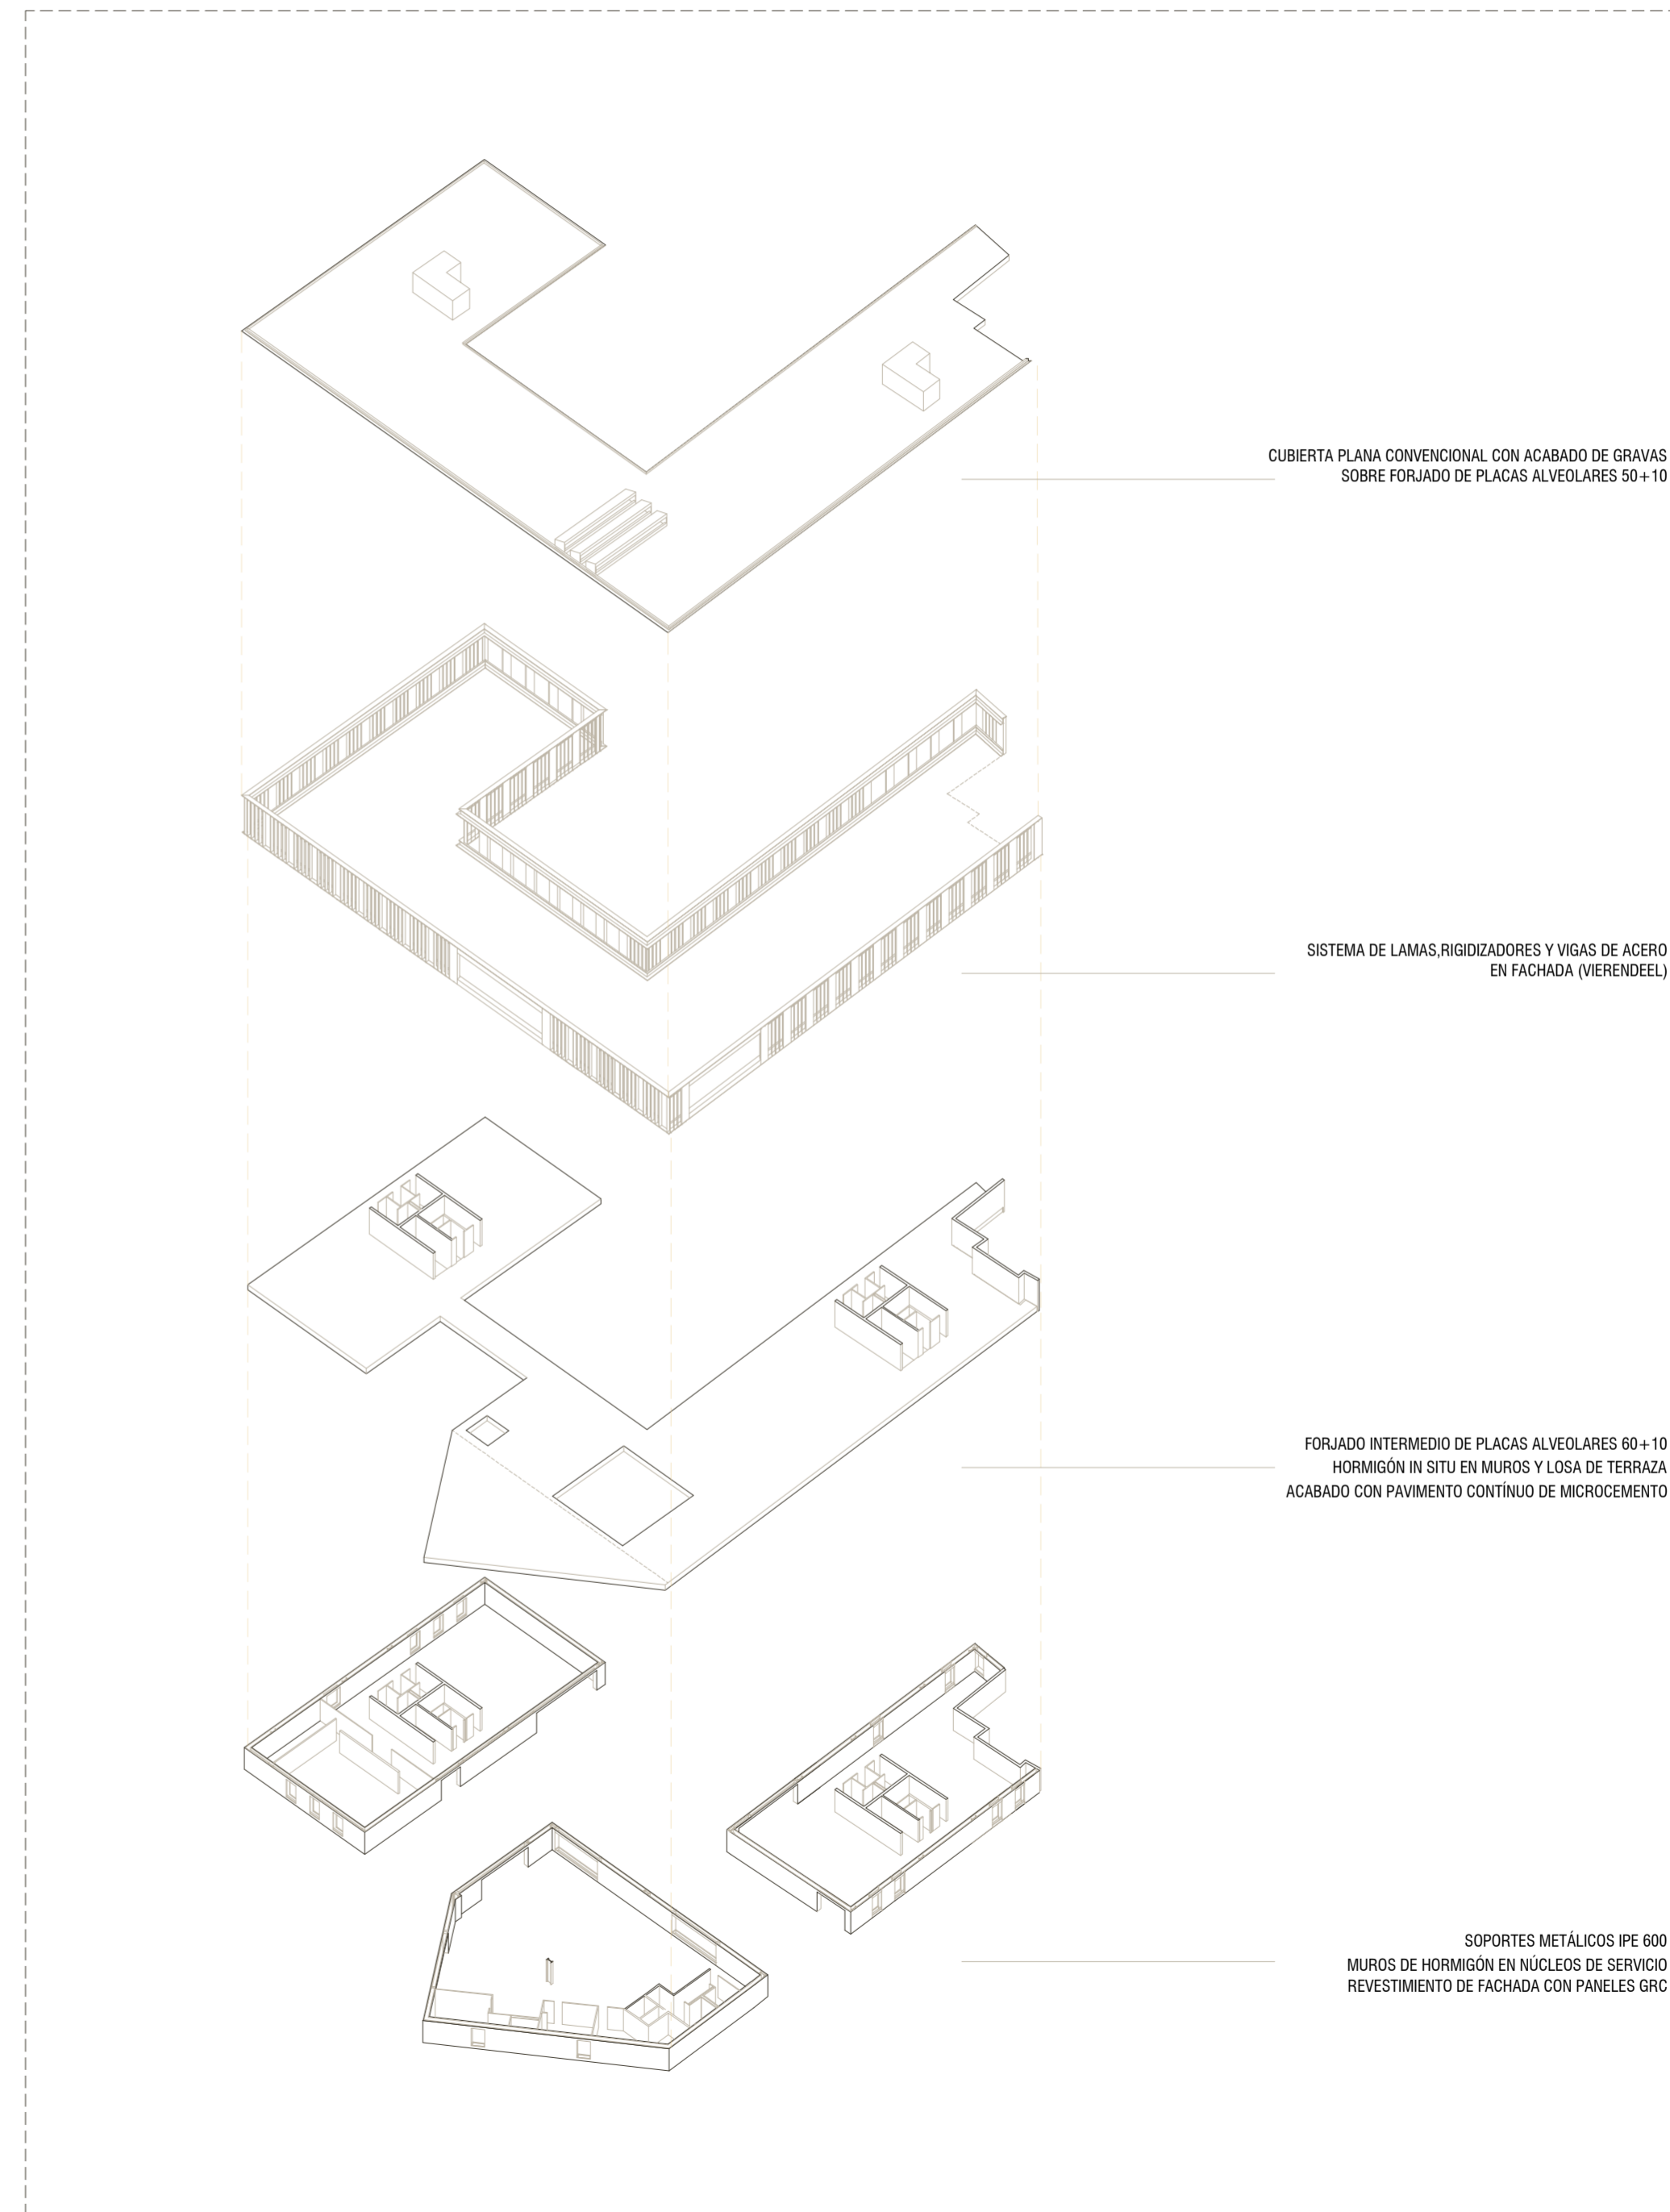 CUBIERTA PLANA CONVENCIONAL CON ACABADO DE GRAVAS
SOBRE FORJADO DE PLACAS ALVEOLARES 50+10
SISTEMA DE LAMAS,RIGIDIZADORES Y VIGAS DE ACERO
EN FACHADA (VIERENDEEL)
FORJADO INTERMEDIO DE PLACAS ALVEOLARES 60+10
HORMIGÓN IN SITU EN MUROS Y LOSA DE TERRAZA
ACABADO CON PAVIMENTO CONTÍNUO DE MICROCEMENTO
SOPORTES METÁLICOS IPE 600
MUROS DE HORMIGÓN EN NÚCLEOS DE SERVICIO
REVESTIMIENTO DE FACHADA CON PANELES GRC